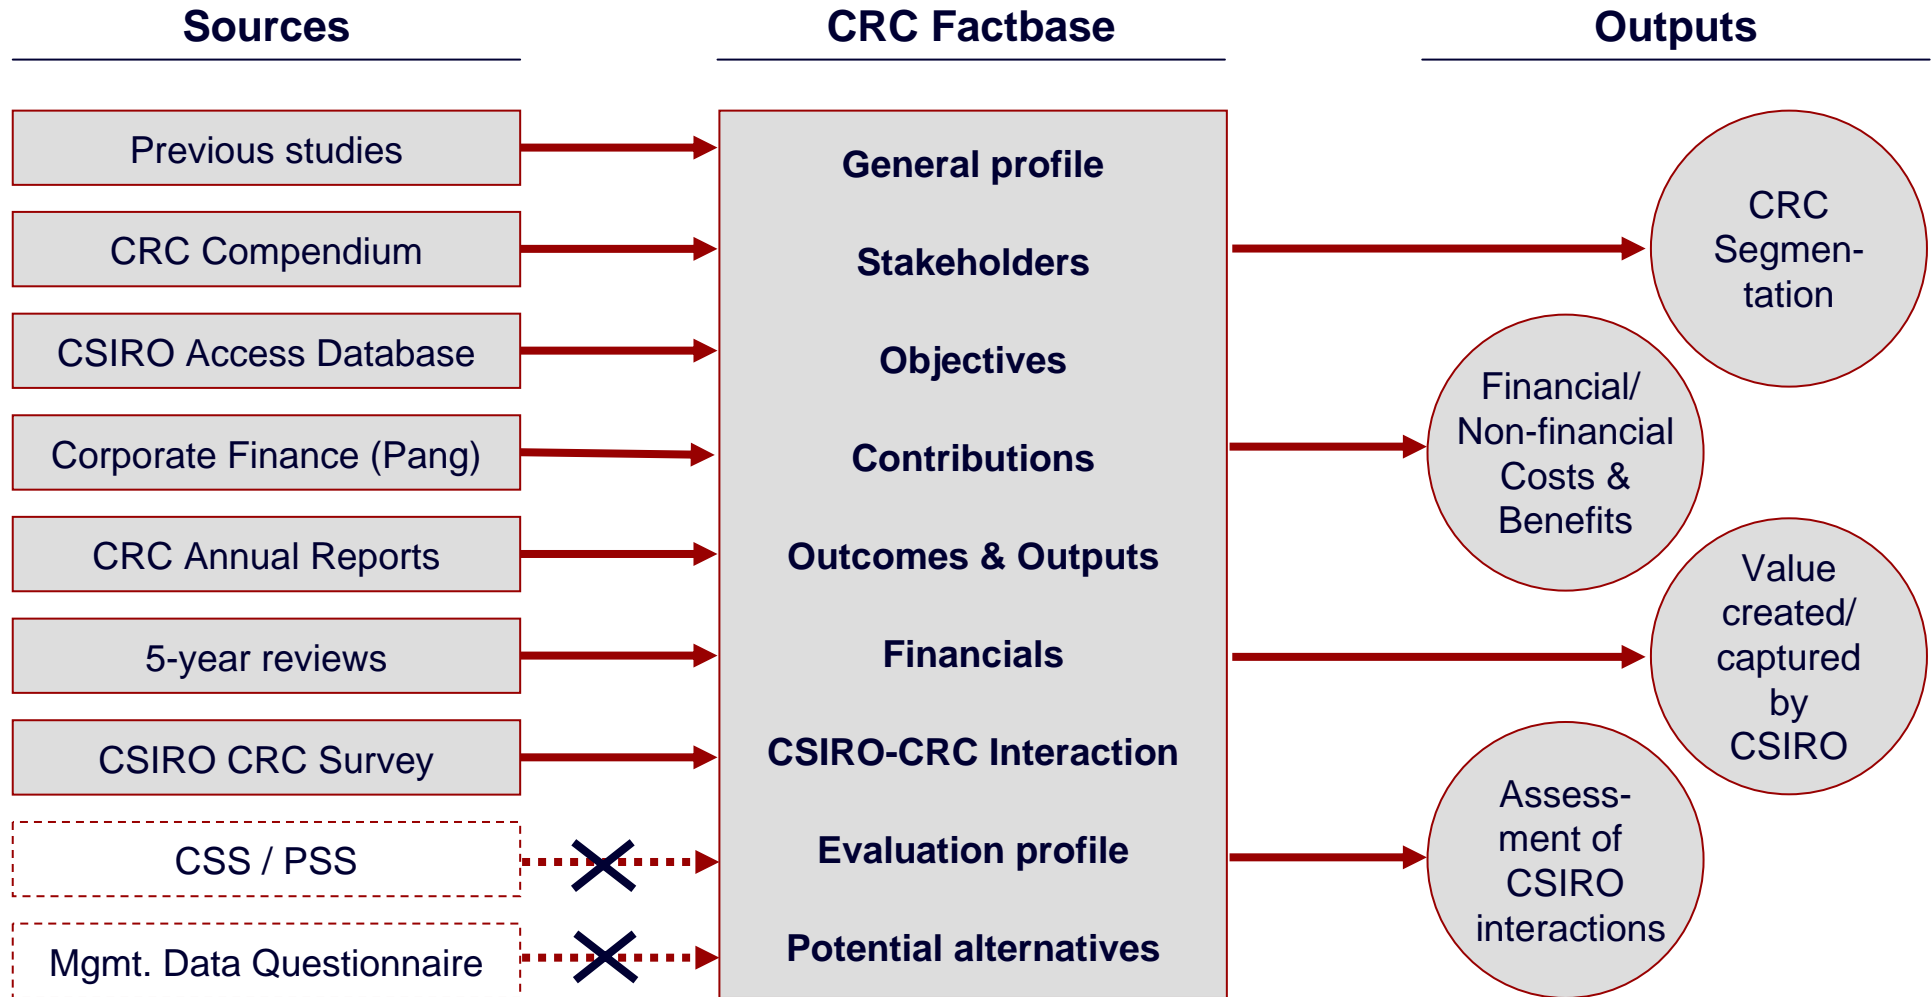 Sources
CRC Factbase
Outputs
Previous studies
CRC Compendium
CSIRO Access Database
Corporate Finance (Pang)
CRC Annual Reports
5-year reviews
CSIRO CRC Survey
CSS / PSS
Mgmt. Data Questionnaire
General profile
Stakeholders
Objectives
Contributions
Outcomes & Outputs
Financials
CSIRO-CRC Interaction
Evaluation profile
Potential alternatives
CRC
Segmen-
tation
Financial/
Non-financial
Costs &
Benefits
Value
created/
captured
by
CSIRO
Assess-
ment of
CSIRO
interactions